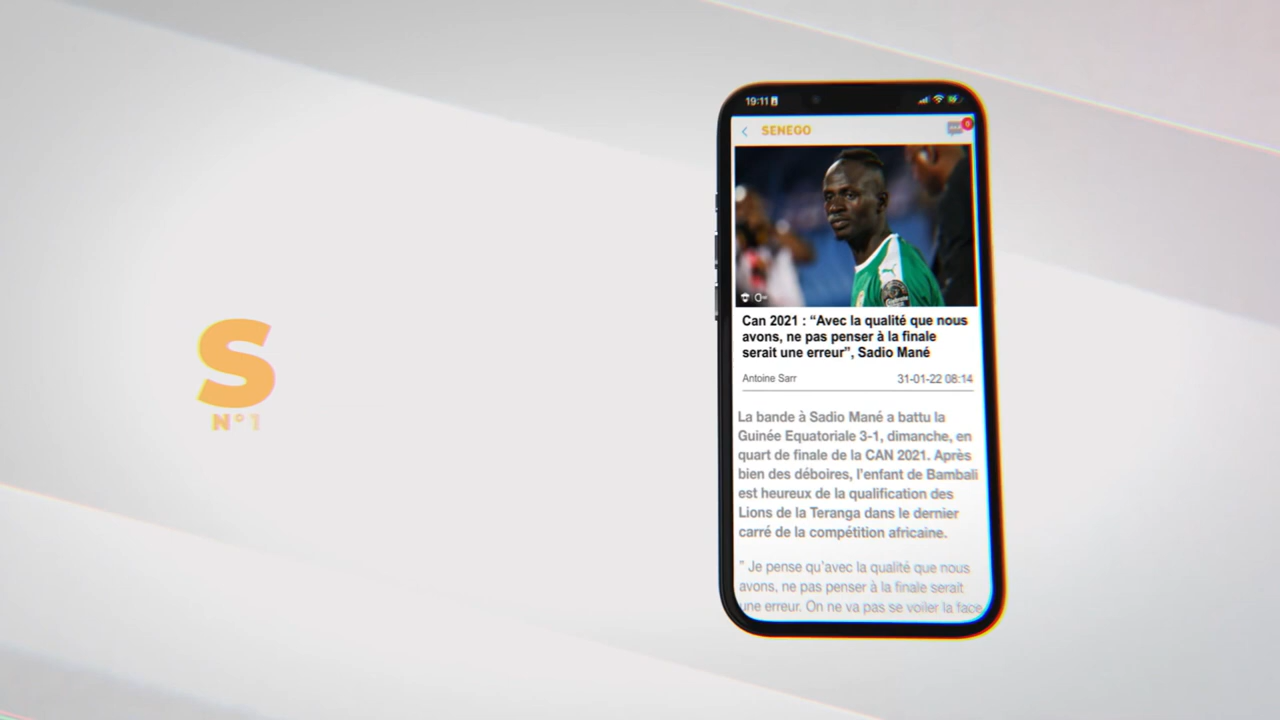 S
N° 1
19:11
SENEGO
Can 2021 : “Avec la qualité que nous
avons, ne pas penser à la finale
serait une erreur”, Sadio Mané
Antoine Sarr
31-01-22 08:14
La bande à Sadio Mané a battu la
Guinée Equatoriale 3-1, dimanche, en
quart de finale de la CAN 2021. Après
bien des déboires, l’enfant de Bambali
est heureux de la qualification des
Lions de la Teranga dans le dernier
carré de la compétition africaine.
” Je pense qu’avec la qualité que nous
avons, ne pas penser à la finale serait
une erreur. On ne va pas se voiler la face